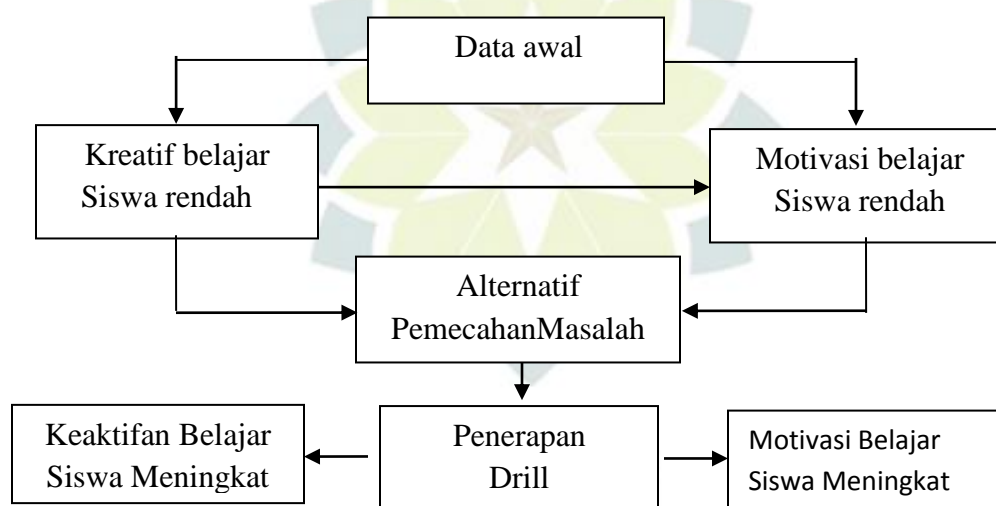 Data awal
Kreatif belajar
Siswa rendah
Motivasi belajar
Siswa rendah
Alternatif
PemecahanMasalah
Keaktifan Belajar
Siswa Meningkat
Penerapan
Drill
Motivasi Belajar
Siswa Meningkat